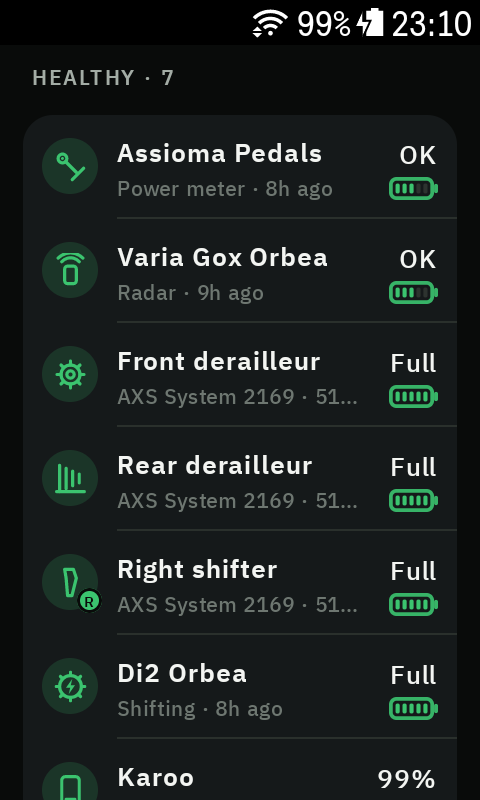 99% 23:10
HEALTHY · 7
Assioma Pedals
OK
Power meter · 8h ago
Varia Gox Orbea
OK
Radar · 9h ago
Front derailleur
Full
AXS System 2169 · 51...
Rear derailleur
Full
AXS System 2169 · 51...
Right shifter
Full
R
AXS System 2169 · 51...
Di2 Orbea
Full
Shifting · 8h ago
Karoo
99%